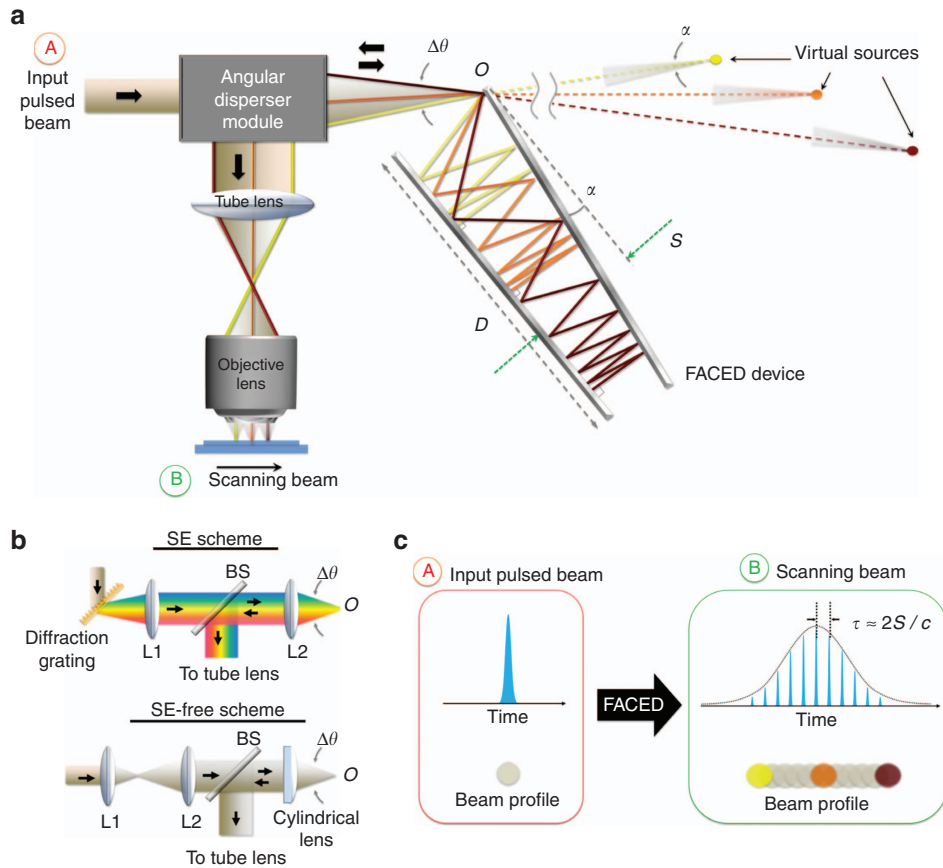 a
A
Input
pulsed
beam
Angular
disperser
module
Δθ
O
α
Virtual sources
Tube lens
α
S
D
Objective
lens
FACED device
B
Scanning beam
b
SE scheme
BS
Δθ
O
Diffraction
grating
L1
L2
To tube lens
SE-free scheme
BS
Δθ
O
L1
L2
Cylindrical
lens
To tube lens
c
A
Input pulsed beam
Time
Beam profile
FACED
B
Scanning beam
τ ≈ 2S / c
Time
Beam profile